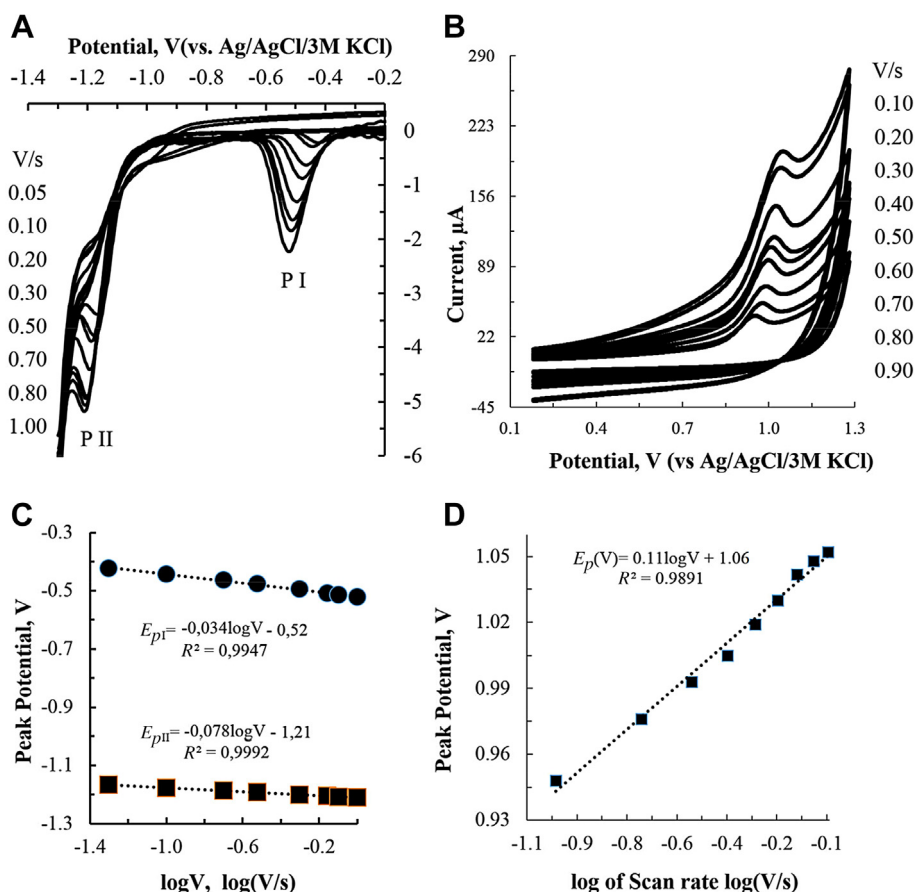 A
Potential, V(vs. Ag/AgCl/3M KCl)
-1.4 -1.2 -1.0 -0.8 -0.6 -0.4 -0.2
0
-1
-2
-3
-4
-5
-6
V/s
0.05
0.10
0.20
0.30
0.50
0.70
0.80
1.00
P I
P II
B
290
223
156
89
22
-45
Current, µA
0.1 0.4 0.7 1.0 1.3
Potential, V (vs Ag/AgCl/3M KCl)
V/s
0.10
0.20
0.30
0.40
0.50
0.60
0.70
0.80
0.90
C
-0.3
-0.5
-0.7
-0.9
-1.1
-1.3
Peak Potential, V
EpI= -0,034logV - 0,52
R² = 0,9947
EpII= -0,078logV - 1,21
R² = 0,9992
-1.4 -1.0 -0.6 -0.2
logV, log(V/s)
D
1.05
1.02
0.99
0.96
0.93
Peak Potential, V
Ep(V)= 0.11logV + 1.06
R² = 0.9891
-1.1 -0.9 -0.8 -0.6 -0.5 -0.3 -0.2 -0.1
log of Scan rate log(V/s)